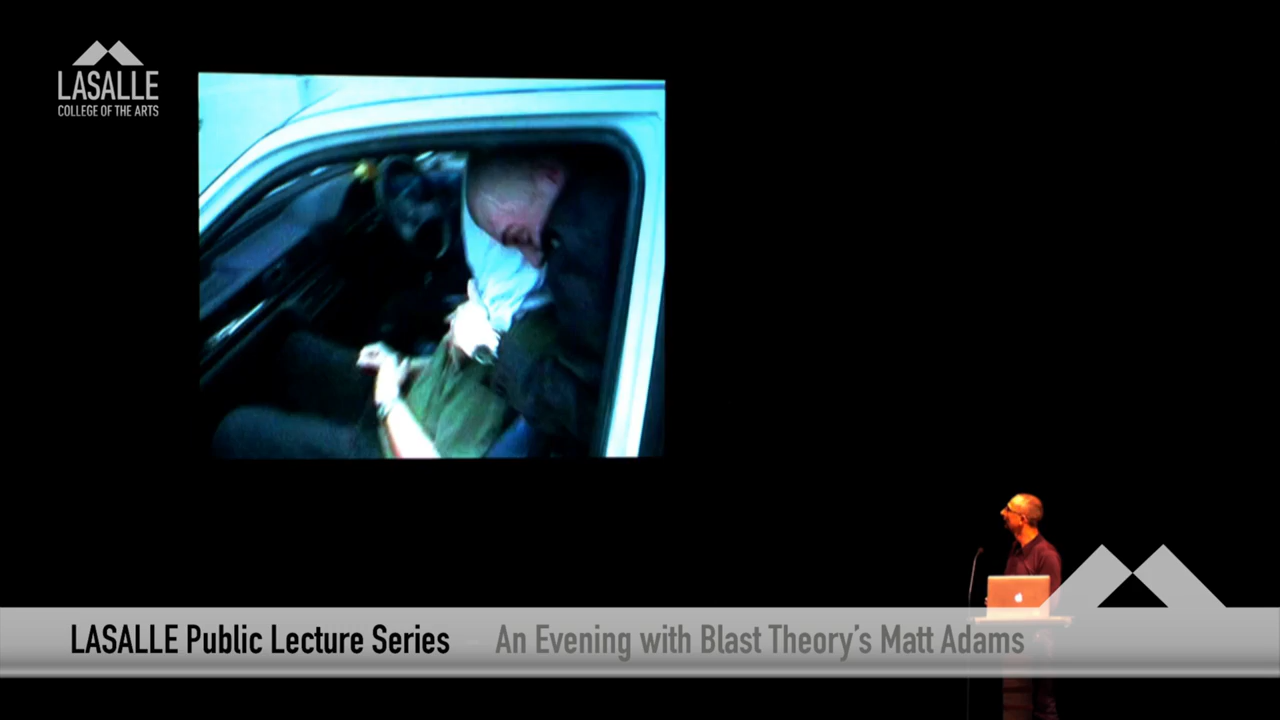 LASALLE
COLLEGE OF THE ARTS
LASALLE Public Lecture Series An Evening with Blast Theory's Matt Adams